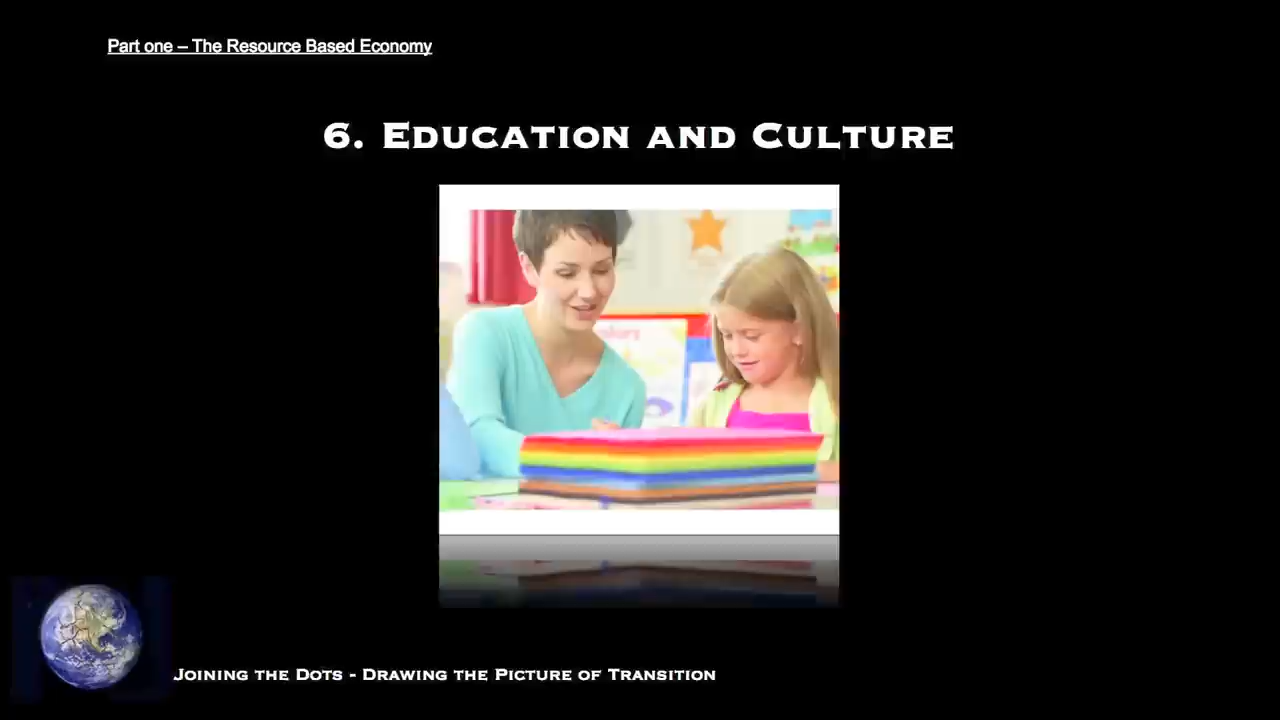 Part one – The Resource Based Economy
6. Education and Culture
Joining the Dots - Drawing the Picture of Transition